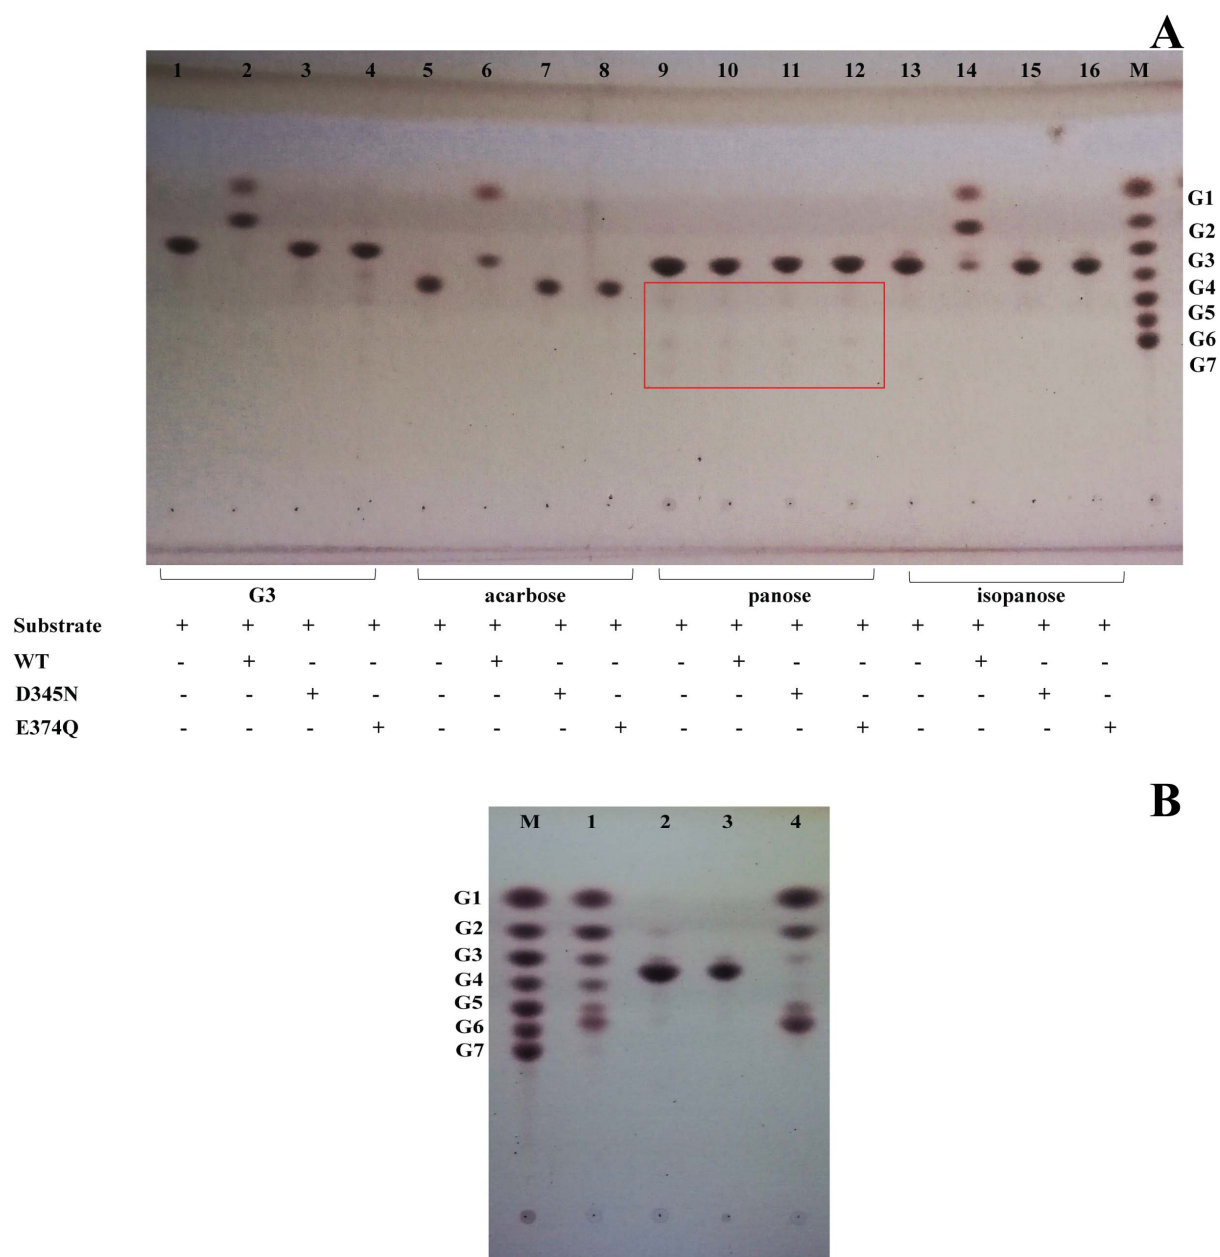 A
1 2 3 4 5 6 7 8 9 10 11 12 13 14 15 16 M
G1
G2
G3
G4
G5
G6
G7
G3 acarbose panose isopanose
Substrate + + + + + + + + + + + + + + + +
WT - + - - - + - - - + - - - + - -
D345N - - + - - - + - - - + - - - + -
E374Q - - - + - - - + - - - + - - - +
B
M 1 2 3 4
G1
G2
G3
G4
G5
G6
G7